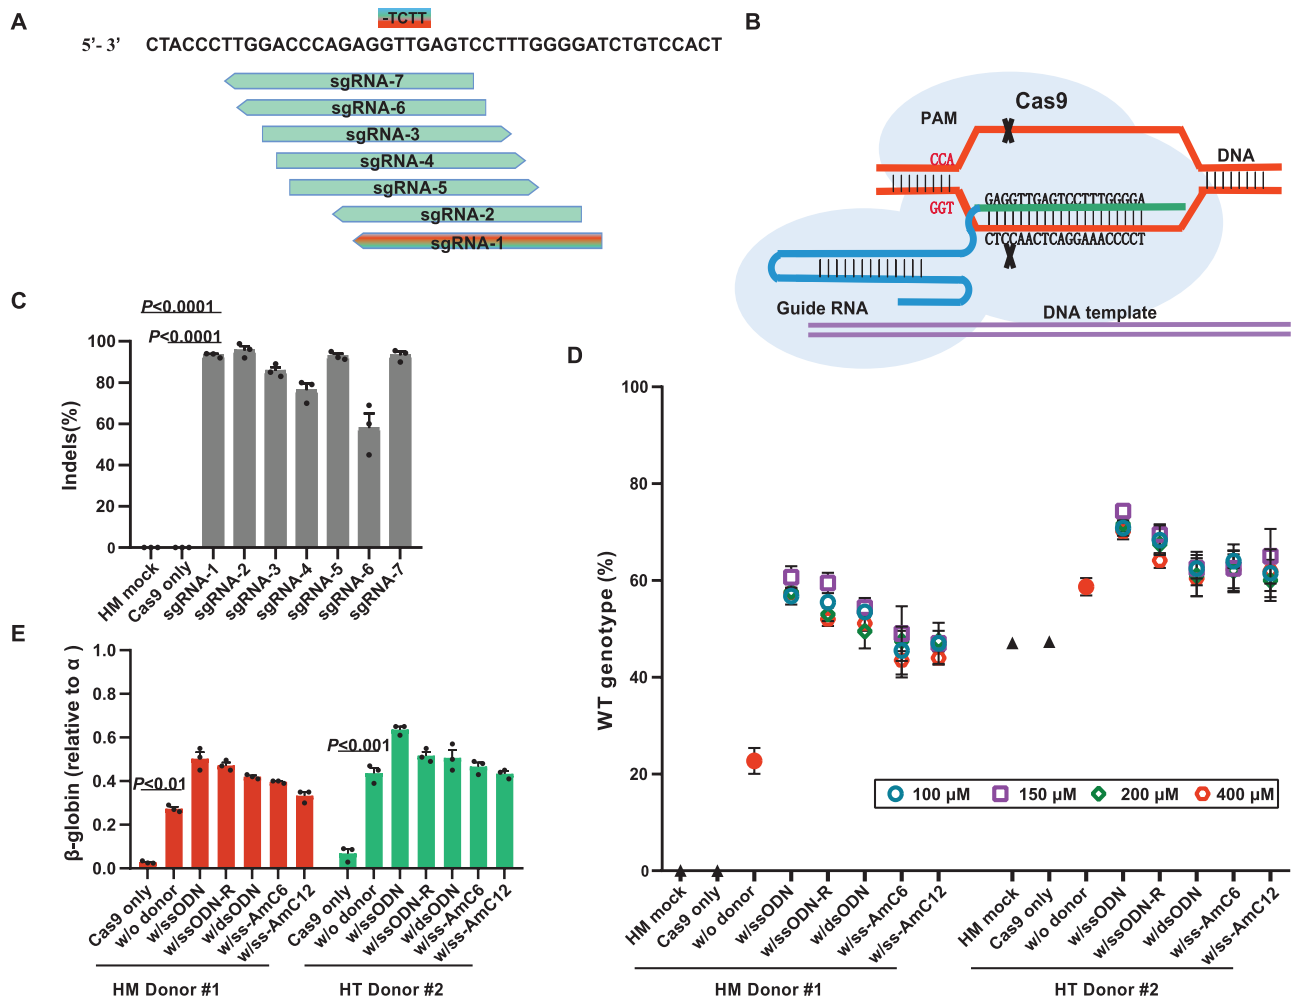 A
-TCTT
5’- 3’ CTACCCTTGGACCCAGAGGTTGAGTCCTTTGGGGATCTGTCCACT
sgRNA-7
sgRNA-6
sgRNA-3
sgRNA-4
sgRNA-5
sgRNA-2
sgRNA-1
B
Cas9
PAM
CCA
DNA
GAGGTTGAGTCCTTTGGGGA
GGT
CTCCAACTCAGGAAACCCCT
Guide RNA
DNA template
C
P<0.0001
P<0.0001
Indels(%)
100
80
60
40
20
0
HM mock
Cas9 only
sgRNA-1
sgRNA-2
sgRNA-3
sgRNA-4
sgRNA-5
sgRNA-6
sgRNA-7
D
WT genotype (%)
100
80
60
40
20
0
100 µM
150 µM
200 µM
400 µM
HM mock
Cas9 only
w/o donor
w/ssODN
w/ssODN-R
w/dsODN
w/ss-AmC6
w/ss-AmC12
HM mock
Cas9 only
w/o donor
w/ssODN
w/ssODN-R
w/dsODN
w/ss-AmC6
w/ss-AmC12
HM Donor #1
HT Donor #2
E
β-globin (relative to α )
1.0
0.8
0.6
0.4
0.2
0.0
P<0.01
P<0.001
Cas9 only
w/o donor
w/ssODN
w/ssODN-R
w/dsODN
w/ss-AmC6
w/ss-AmC12
Cas9 only
w/o donor
w/ssODN
w/ssODN-R
w/dsODN
w/ss-AmC6
w/ss-AmC12
HM Donor #1
HT Donor #2